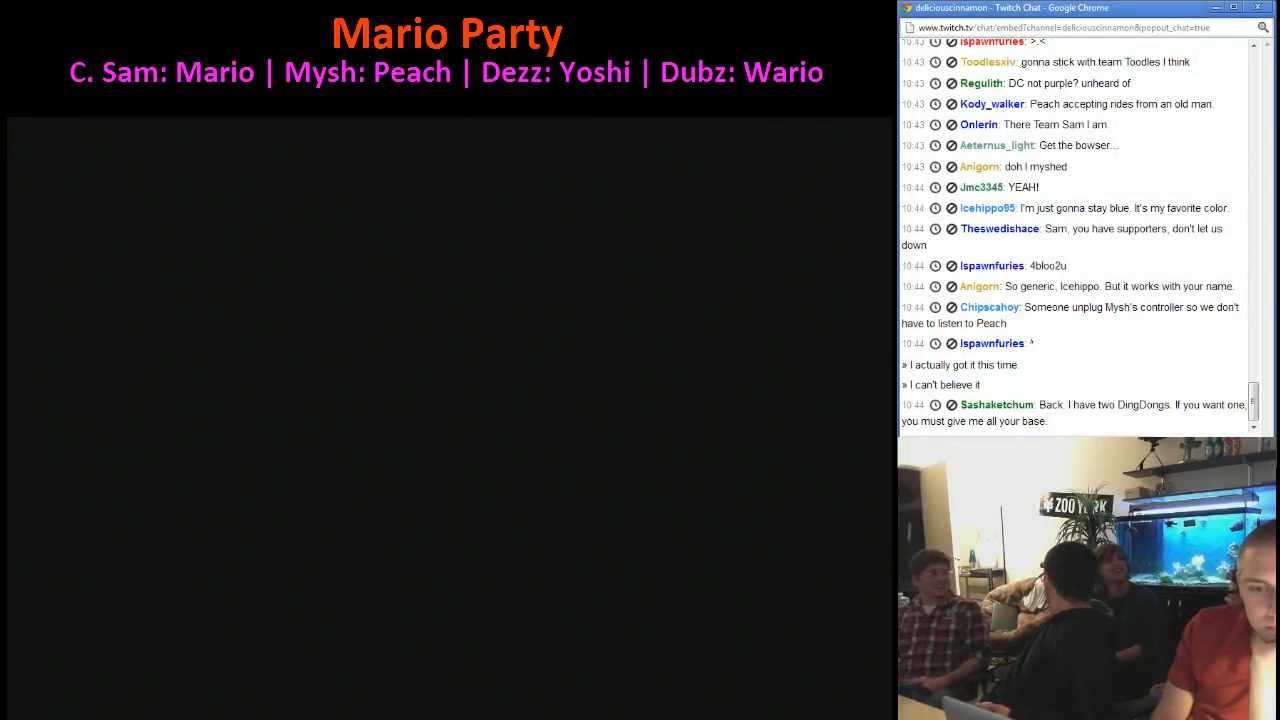 Mario Party
C. Sam: Mario | Mysh: Peach | Dezz: Yoshi | Dubz: Wario
deliciouscinnamon - Twitch Chat - Google Chrome
www.twitch.tv/chat/embed?channel=deliciouscinnamon&popout_chat=true
10:43 Ispawnfuries: >.<
10:43 Toodlesxiv: gonna stick with team Toodles I think
10:43 Regulith: DC not purple? unheard of
10:43 Kody_walker: Peach accepting rides from an old man.
10:43 Onlerin: There Team Sam I am.
10:43 Aeternus_light: Get the bowser...
10:43 Anigorn: doh I myshed
10:44 Jmc3345: YEAH!
10:44 Icehippo95: I'm just gonna stay blue. It's my favorite color.
10:44 Theswedishace: Sam, you have supporters, don't let us
down
10:44 Ispawnfuries: 4bloo2u
10:44 Anigorn: So generic, Icehippo. But it works with your name.
10:44 Chipscahoy: Someone unplug Mysh's controller so we don't
have to listen to Peach
10:44 Ispawnfuries: ^
» I actually got it this time.
» I can't believe it
10:44 Sashaketchum: Back. I have two DingDongs. If you want one,
you must give me all your base.
ZOO YORK